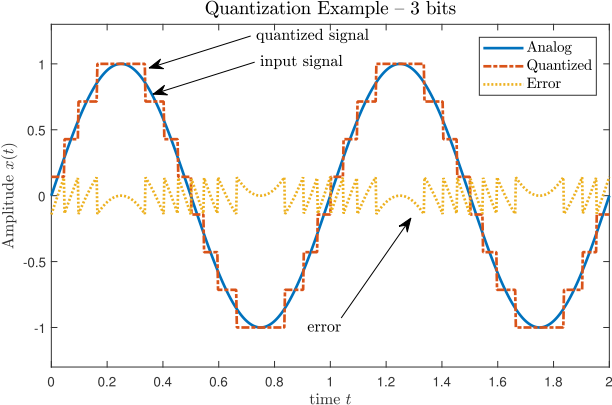 Quantization Example – 3 bits
quantized signal
input signal
Analog
Quantized
Error
1
0.5
0
-0.5
-1
Amplitude x(t)
error
0 0.2 0.4 0.6 0.8 1 1.2 1.4 1.6 1.8 2
time t